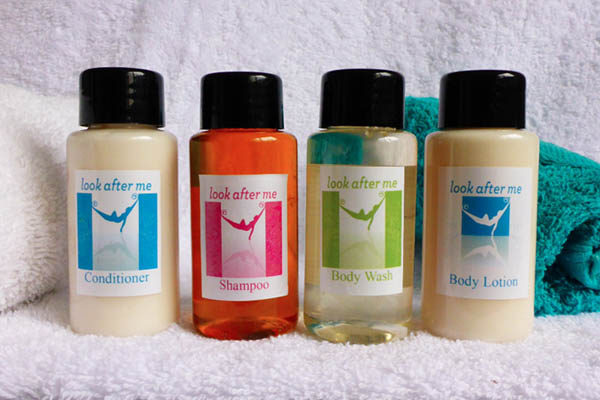 look after me
Conditioner
look after me
Shampoo
look after me
Body Wash
look after me
Body Lotion